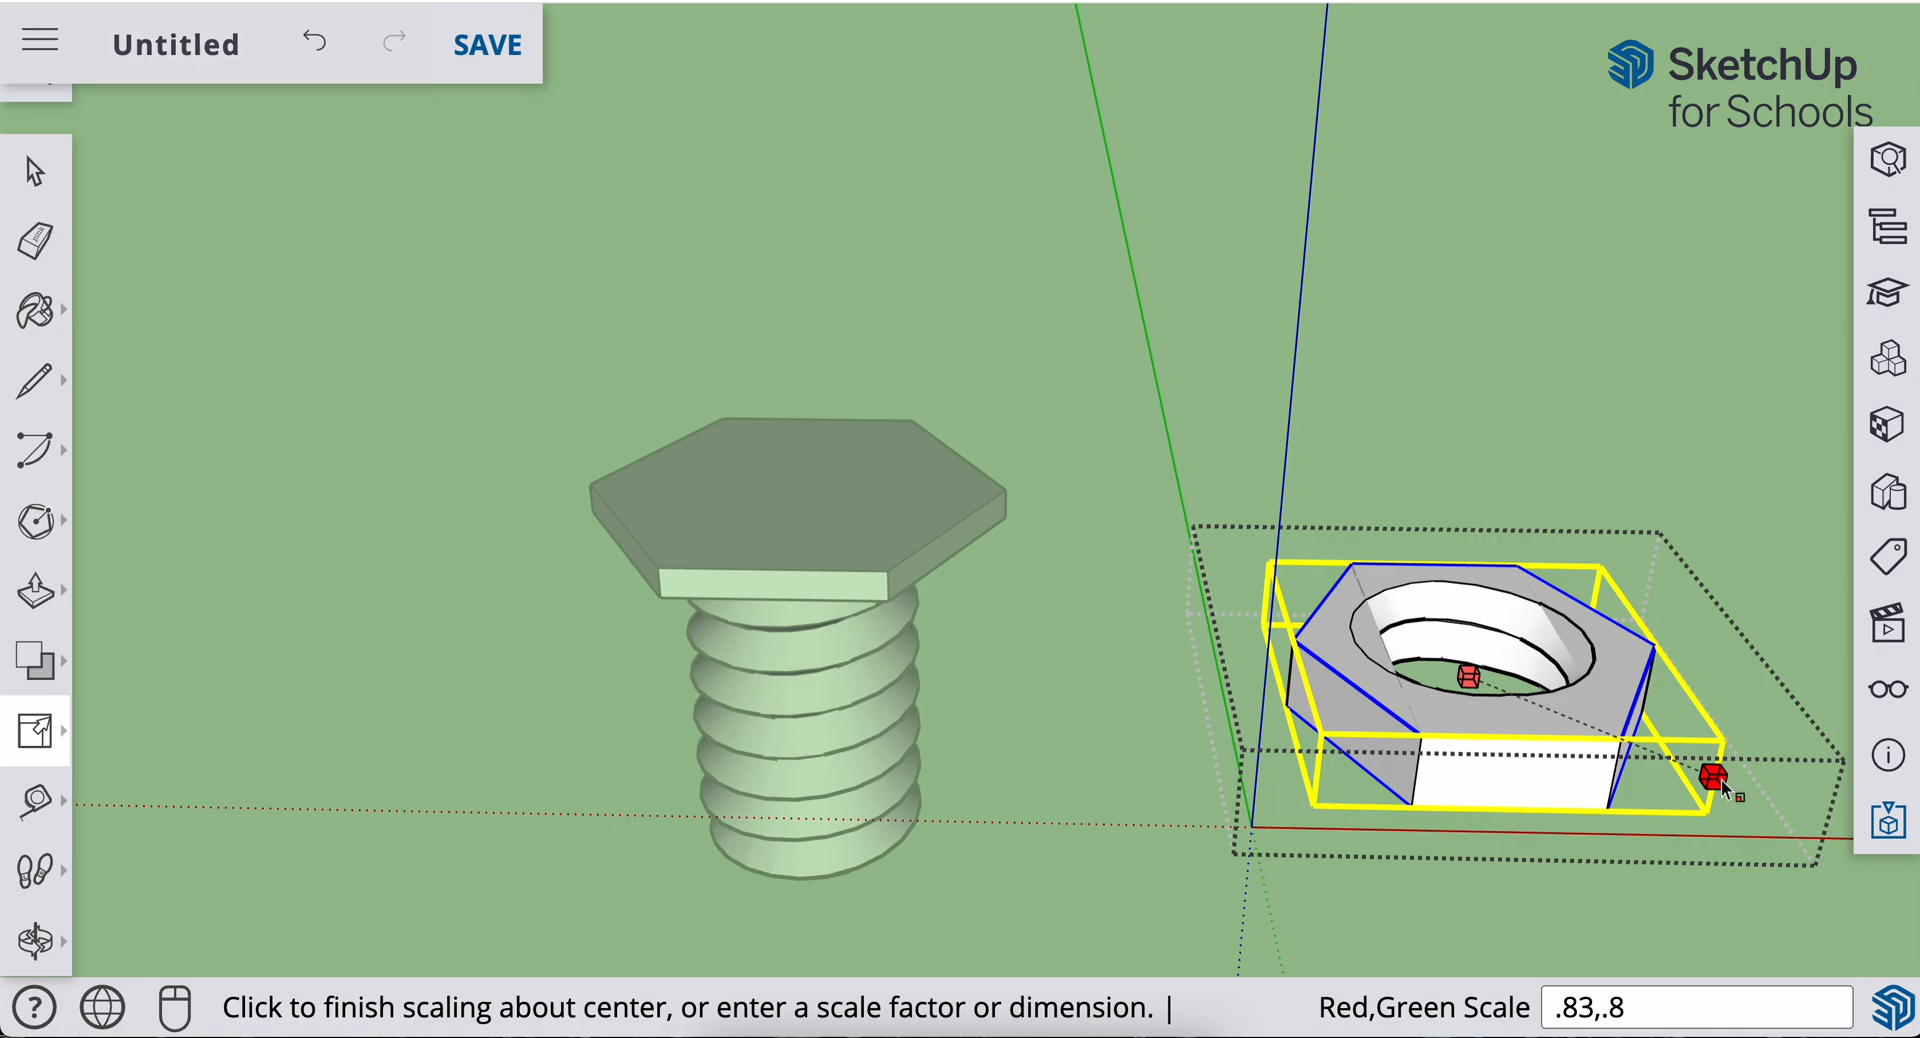 Untitled
SAVE
SketchUp
for Schools
Click to finish scaling about center, or enter a scale factor or dimension. |
Red,Green Scale
.83,.8